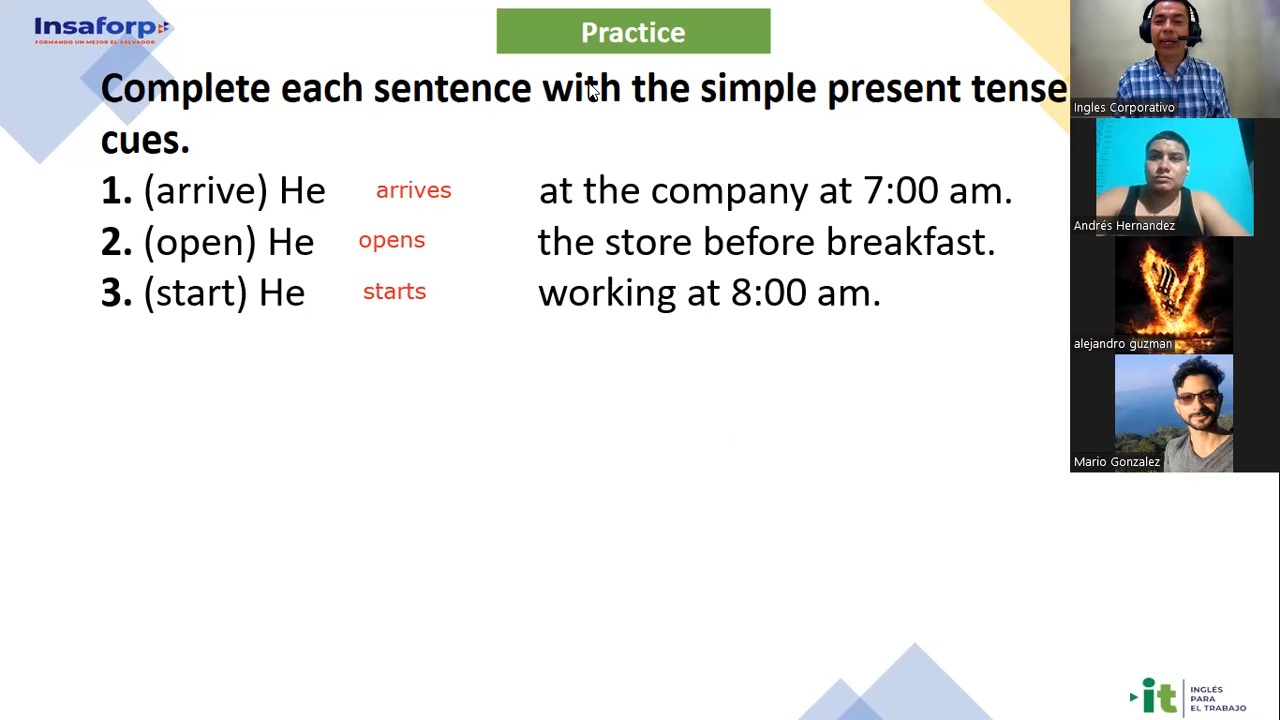 Insaforp
FORMANDO UN MEJOR EL SALVADOR
Practice
Complete each sentence with the simple present tense
cues.
1. (arrive) He arrives at the company at 7:00 am.
2. (open) He opens the store before breakfast.
3. (start) He starts working at 8:00 am.
Ingles Corporativo
Andrés Hernandez
alejandro guzman
Mario Gonzalez
it INGLÉS
PARA
EL TRABAJO